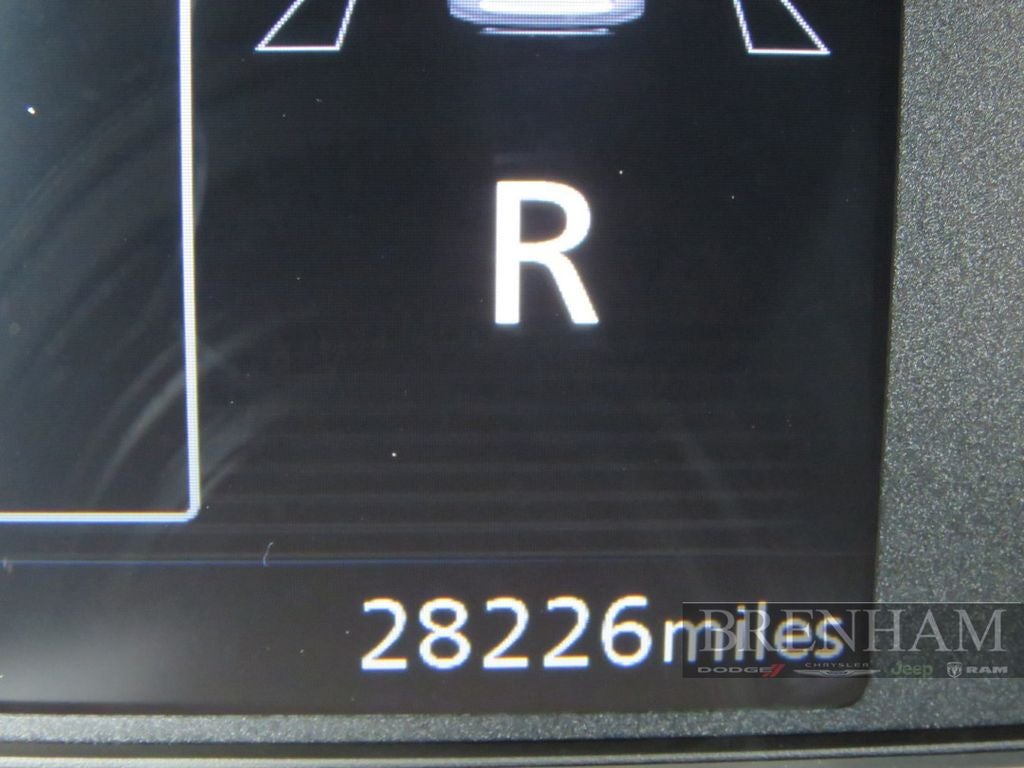 R
28226miles
BRENHAM
DODGE CHRYSLER Jeep RAM